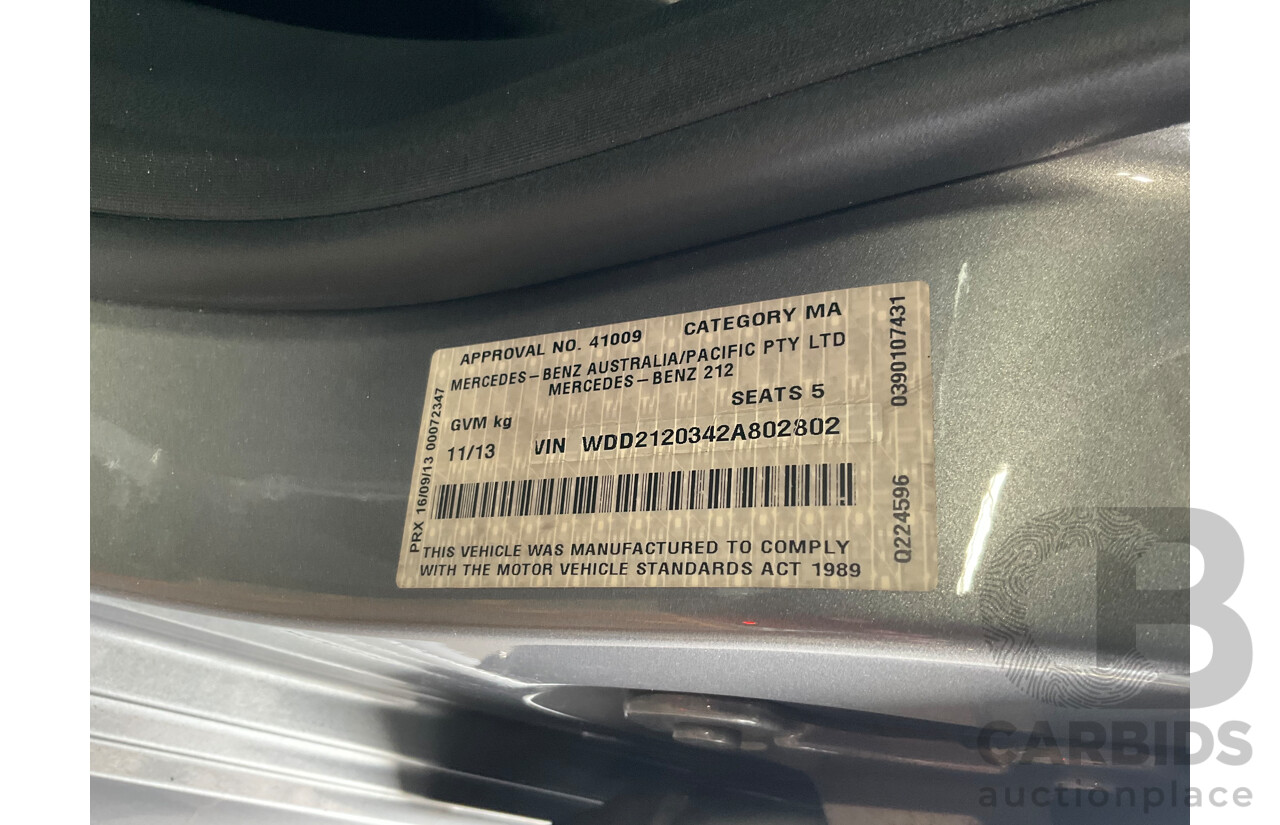 APPROVAL NO. 41009 CATEGORY MA
MERCEDES-BENZ AUSTRALIA/PACIFIC PTY LTD
MERCEDES-BENZ 212
SEATS 5
GVM kg
11/13 VIN WDD2120342A802802
THIS VEHICLE WAS MANUFACTURED TO COMPLY
WITH THE MOTOR VEHICLE STANDARDS ACT 1989
PRX 16/09/13 00072347
0390107431
Q224596
CB
CARBIDS
auctionplace